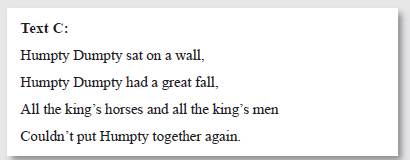 Text C:
Humpty Dumpty sat on a wall,
Humpty Dumpty had a great fall,
All the king’s horses and all the king’s men
Couldn’t put Humpty together again.